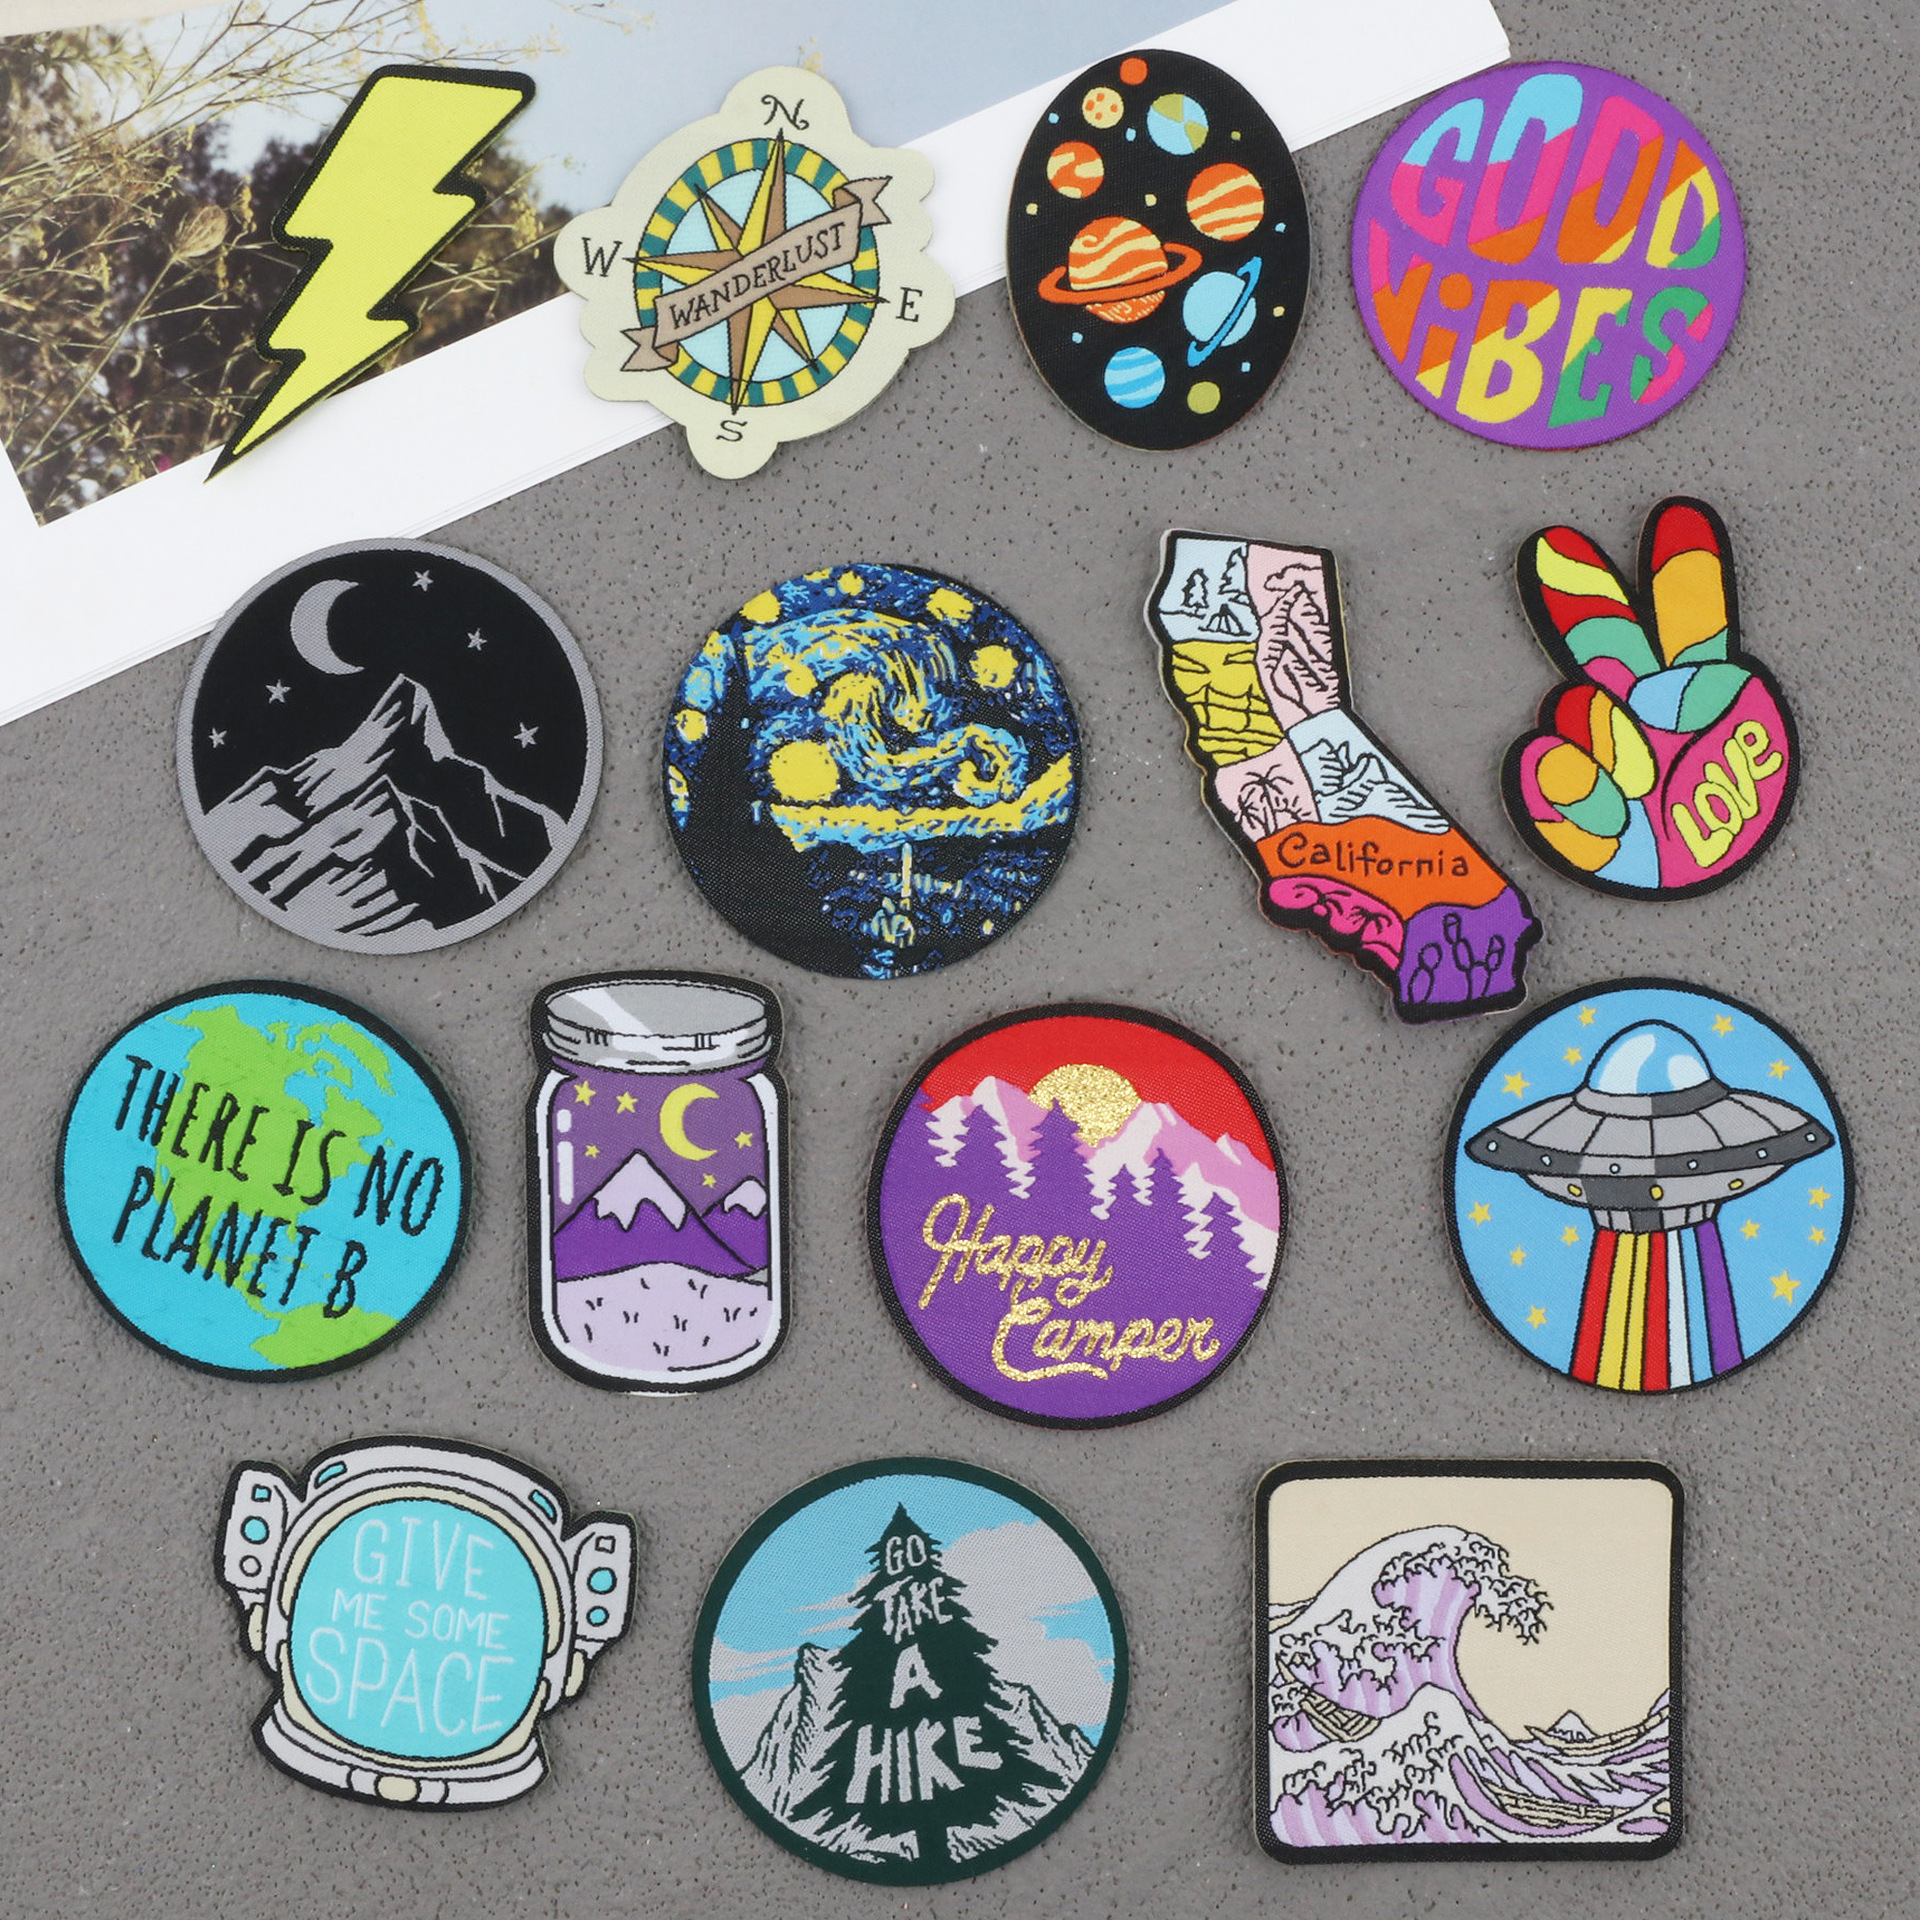 N
W
WANDERLUST
E
S
GOOD
ViBES
California
LOVe
THERE IS NO
PLANET B
Happy
Camper
GIVE
ME SOME
SPACE
GO
TAKE
A
HIKE